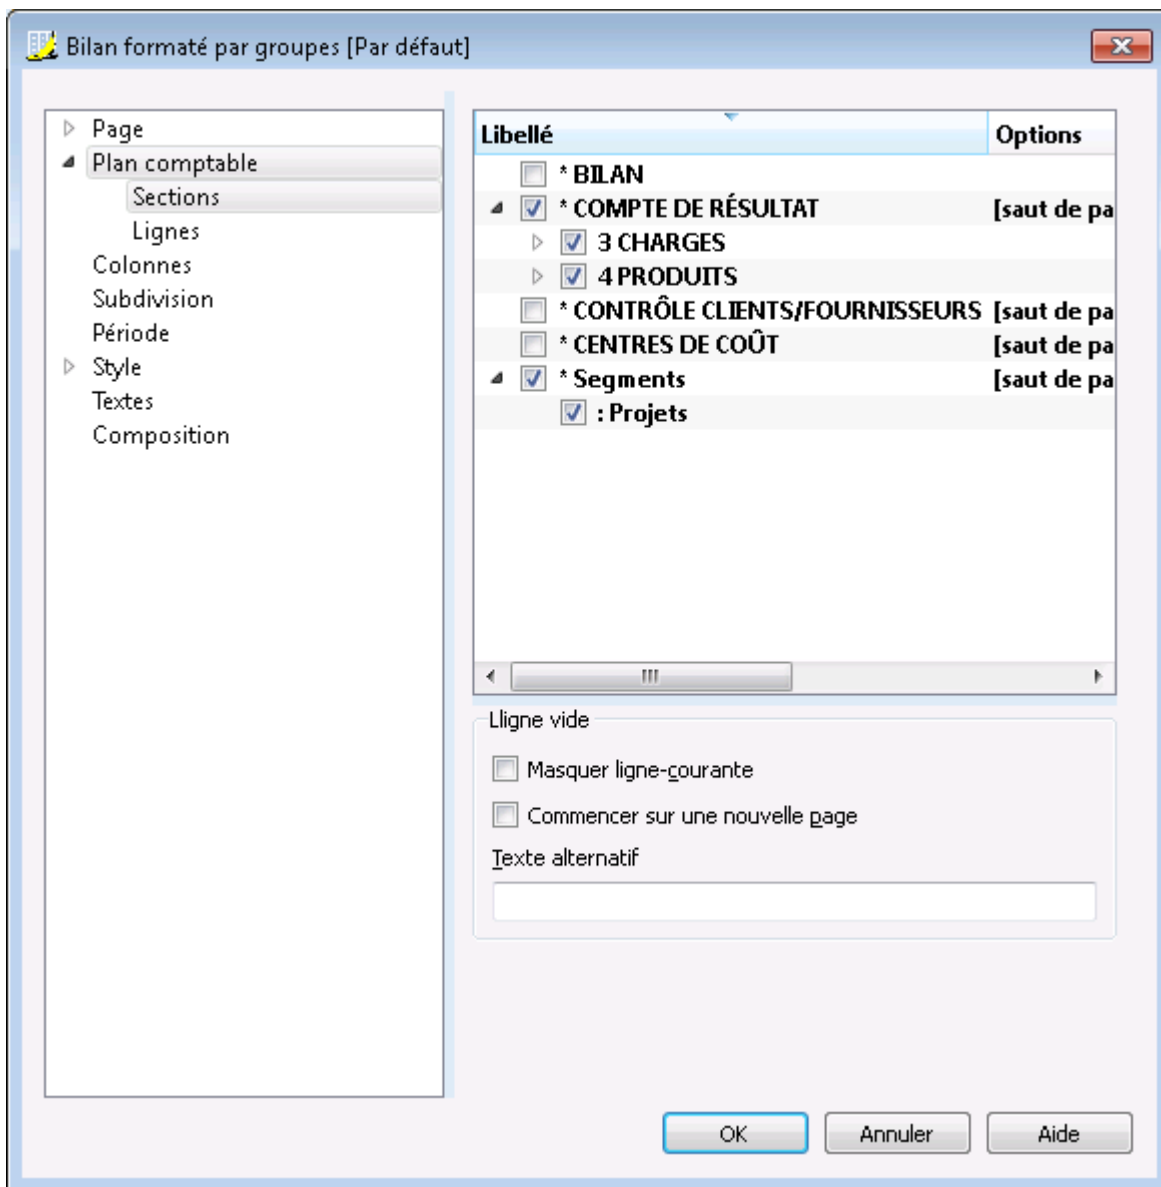 Bilan formaté par groupes [Par défaut]
Page
Plan comptable
Sections
Lignes
Colonnes
Subdivision
Période
Style
Textes
Composition
Libellé Options
* BILAN
* COMPTE DE RÉSULTAT [saut de pa
3 CHARGES
4 PRODUITS
* CONTRÔLE CLIENTS/FOURNISSEURS [saut de pa
* CENTRES DE COÛT [saut de pa
* Segments [saut de pa
: Projets
Lligne vide
Masquer ligne-courante
Commencer sur une nouvelle page
Texte alternatif
OK Annuler Aide